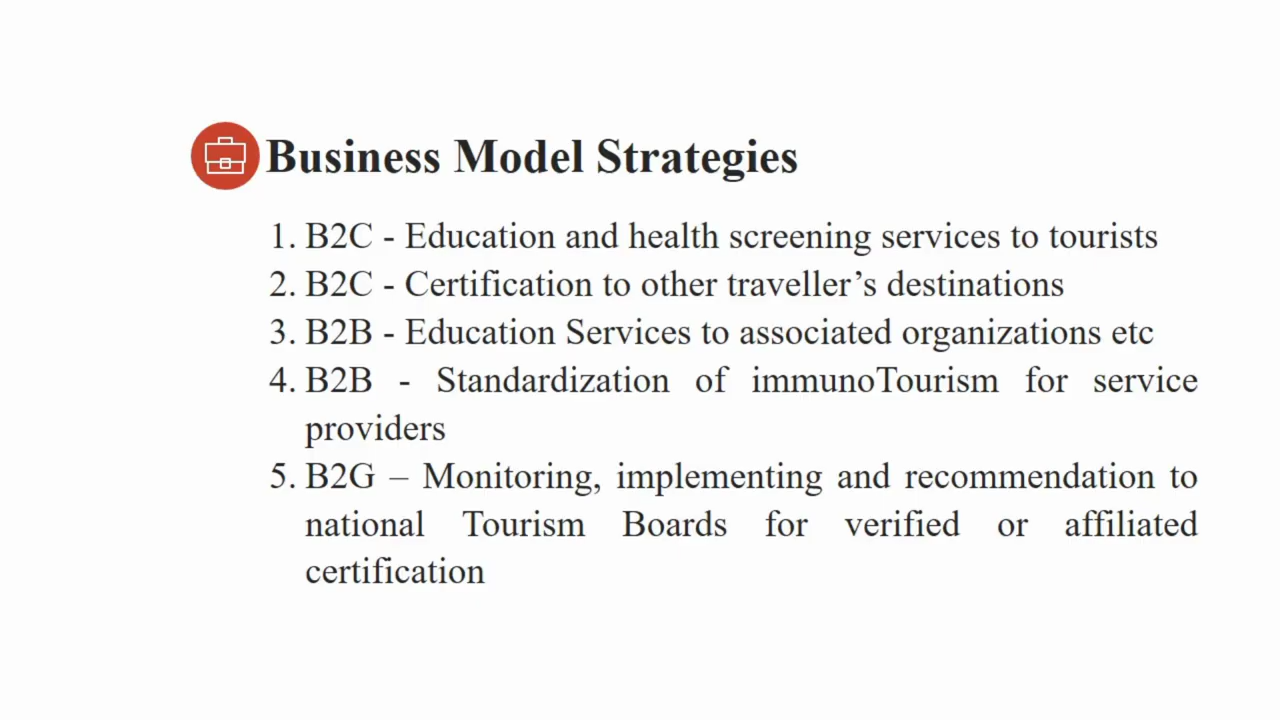 Business Model Strategies
1. B2C - Education and health screening services to tourists
2. B2C - Certification to other traveller’s destinations
3. B2B - Education Services to associated organizations etc
4. B2B - Standardization of immunoTourism for service
providers
5. B2G – Monitoring, implementing and recommendation to
national Tourism Boards for verified or affiliated
certification